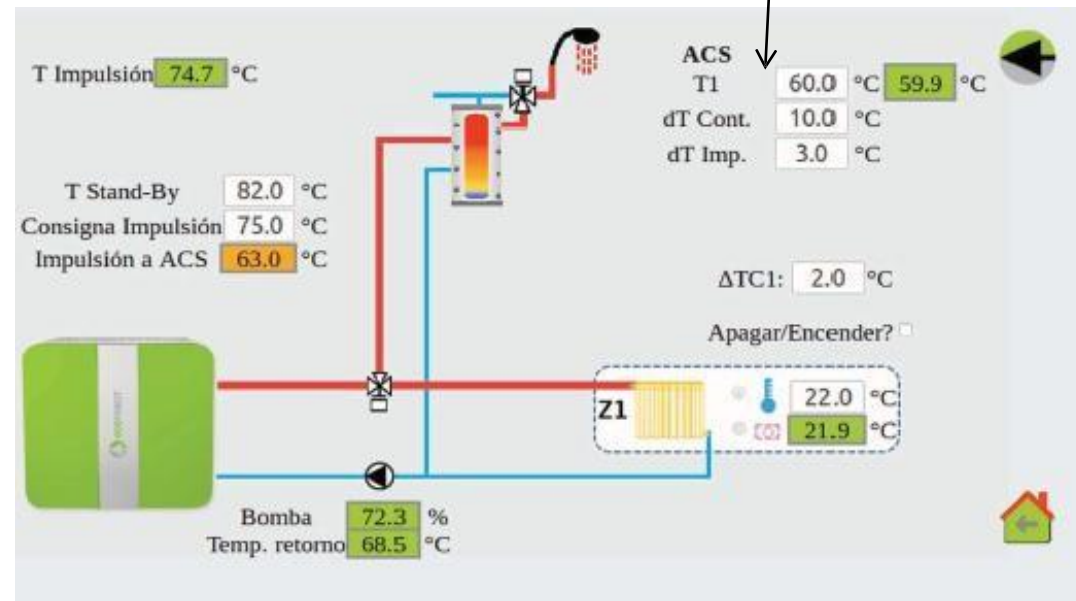 T Impulsión 74.7 °C
ACS
T1 60.0 °C 59.9 °C
dT Cont. 10.0 °C
dT Imp. 3.0 °C
T Stand-By 82.0 °C
Consigna Impulsión 75.0 °C
Impulsión a ACS 63.0 °C
ΔTC1: 2.0 °C
Apagar/Encender?
Z1
22.0 °C
21.9 °C
Bomba 72.3 %
Temp. retorno 68.5 °C